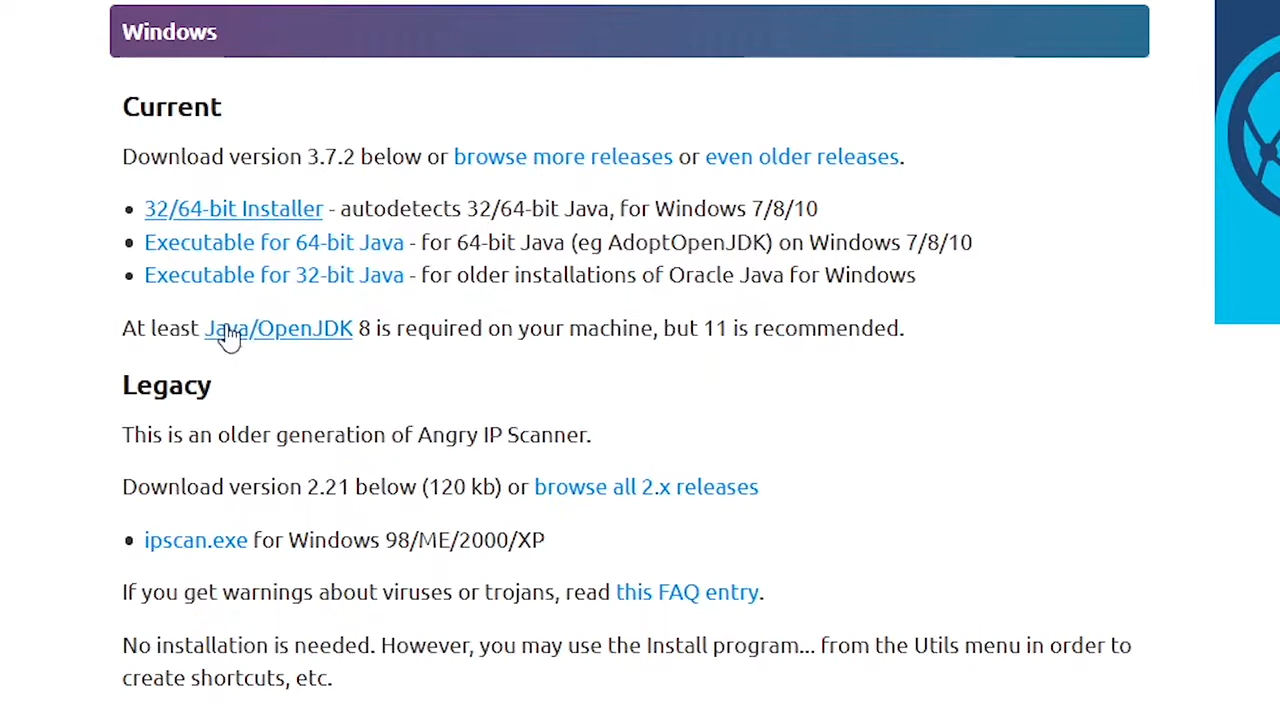 Windows
Current
Download version 3.7.2 below or browse more releases or even older releases.
• 32/64-bit Installer - autodetects 32/64-bit Java, for Windows 7/8/10
• Executable for 64-bit Java - for 64-bit Java (eg AdoptOpenJDK) on Windows 7/8/10
• Executable for 32-bit Java - for older installations of Oracle Java for Windows
At least Java/OpenJDK 8 is required on your machine, but 11 is recommended.
Legacy
This is an older generation of Angry IP Scanner.
Download version 2.21 below (120 kb) or browse all 2.x releases
• ipscan.exe for Windows 98/ME/2000/XP
If you get warnings about viruses or trojans, read this FAQ entry.
No installation is needed. However, you may use the Install program... from the Utils menu in order to
create shortcuts, etc.